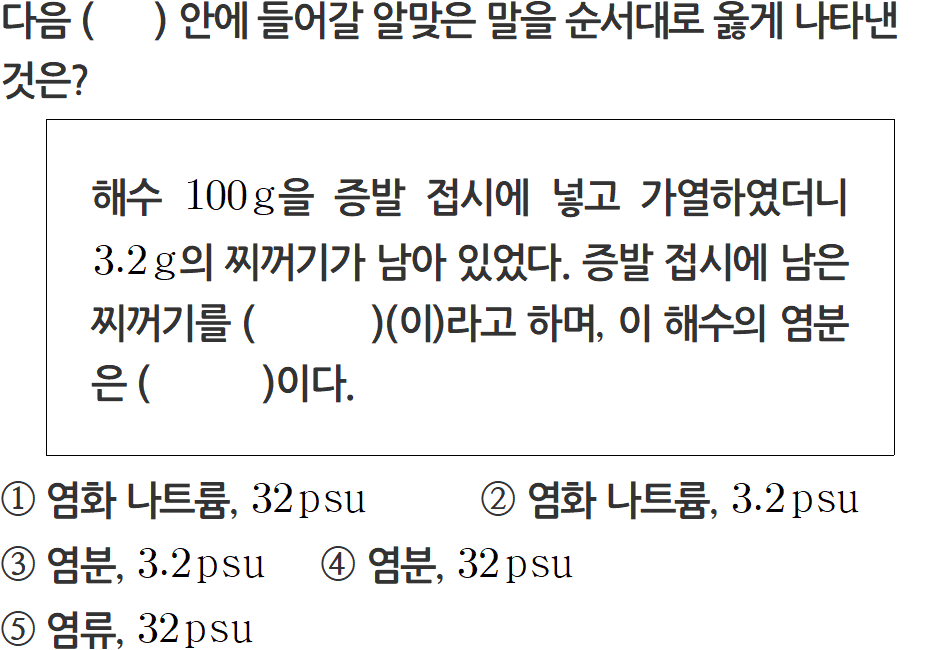 다음 (    ) 안에 들어갈 알맞은 말을 순서대로 옳게 나타낸
것은?
해수 100g을 증발 접시에 넣고 가열하였더니
3.2g의 찌꺼기가 남아 있었다. 증발 접시에 남은
찌꺼기를 (        )(이)라고 하며, 이 해수의 염분
은 (        )이다.
① 염화 나트륨, 32psu ② 염화 나트륨, 3.2psu
③ 염분, 3.2psu ④ 염분, 32psu
⑤ 염류, 32psu